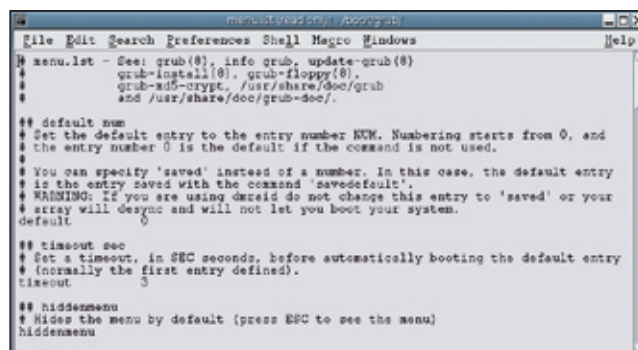 menu.lst (read only) - /boot/grub/
File Edit Search Preferences Shell Macro Windows Help
# menu.lst - See: grub(8), info grub, update-grub(8)
# grub-install(8), grub-floppy(8),
# grub-md5-crypt, /usr/share/doc/grub
# and /usr/share/doc/grub-doc/.
## default num
# Set the default entry to the entry number NUM. Numbering starts from 0, and
# the entry number 0 is the default if the command is not used.
#
# You can specify 'saved' instead of a number. In this case, the default entry
# is the entry saved with the command 'savedefault'.
# WARNING: If you are using dmraid do not change this entry to 'saved' or your
# array will desync and will not let you boot your system.
default 0
## timeout sec
# Set a timeout, in SEC seconds, before automatically booting the default entry
# (normally the first entry defined).
timeout 3
## hiddenmenu
# Hides the menu by default (press ESC to see the menu)
hiddenmenu